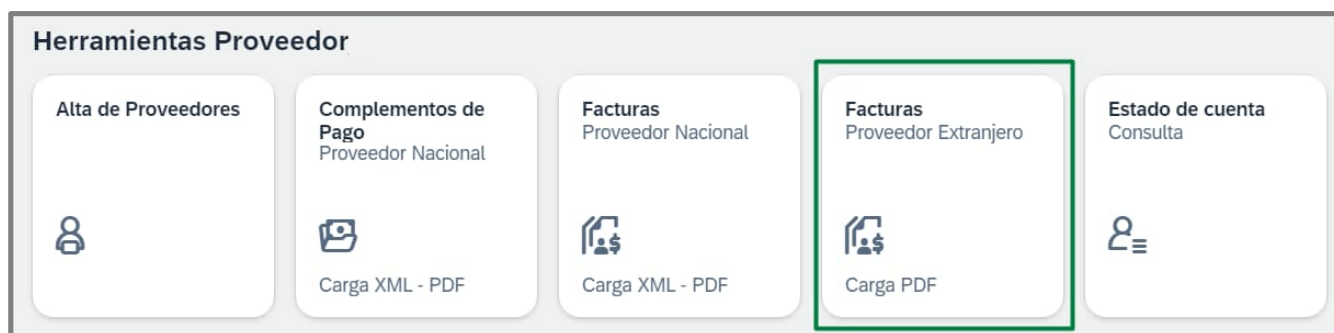 Herramientas Proveedor
Alta de Proveedores
Complementos de
Pago
Proveedor Nacional
Carga XML - PDF
Facturas
Proveedor Nacional
Carga XML - PDF
Facturas
Proveedor Extranjero
Carga PDF
Estado de cuenta
Consulta